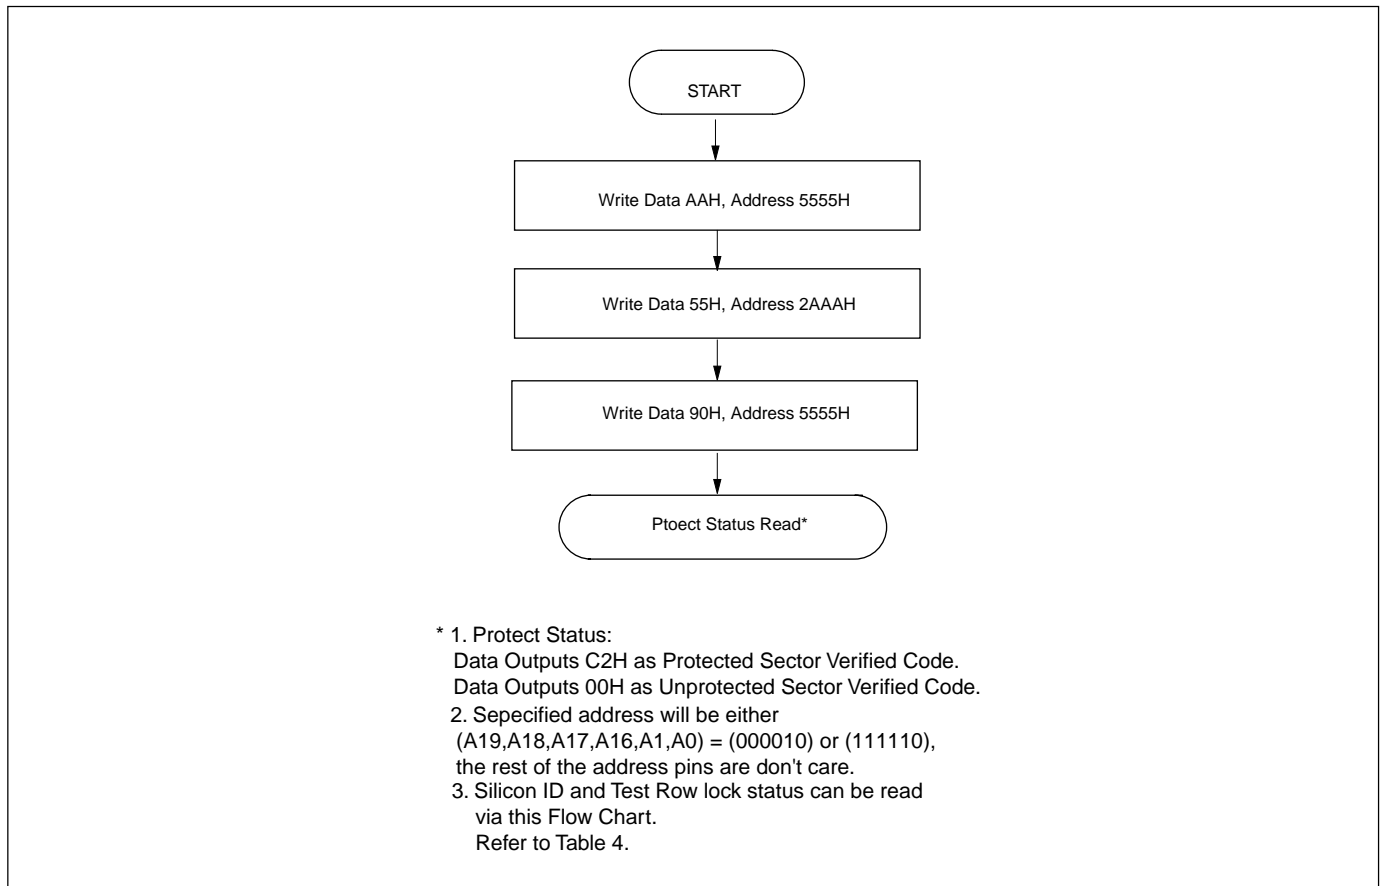 START
Write Data AAH, Address 5555H
Write Data 55H, Address 2AAAH
Write Data 90H, Address 5555H
Ptoect Status Read*
* 1. Protect Status:
Data Outputs C2H as Protected Sector Verified Code.
Data Outputs 00H as Unprotected Sector Verified Code.
2. Sepecified address will be either
(A19,A18,A17,A16,A1,A0) = (000010) or (111110),
the rest of the address pins are don't care.
3. Silicon ID and Test Row lock status can be read
via this Flow Chart.
Refer to Table 4.